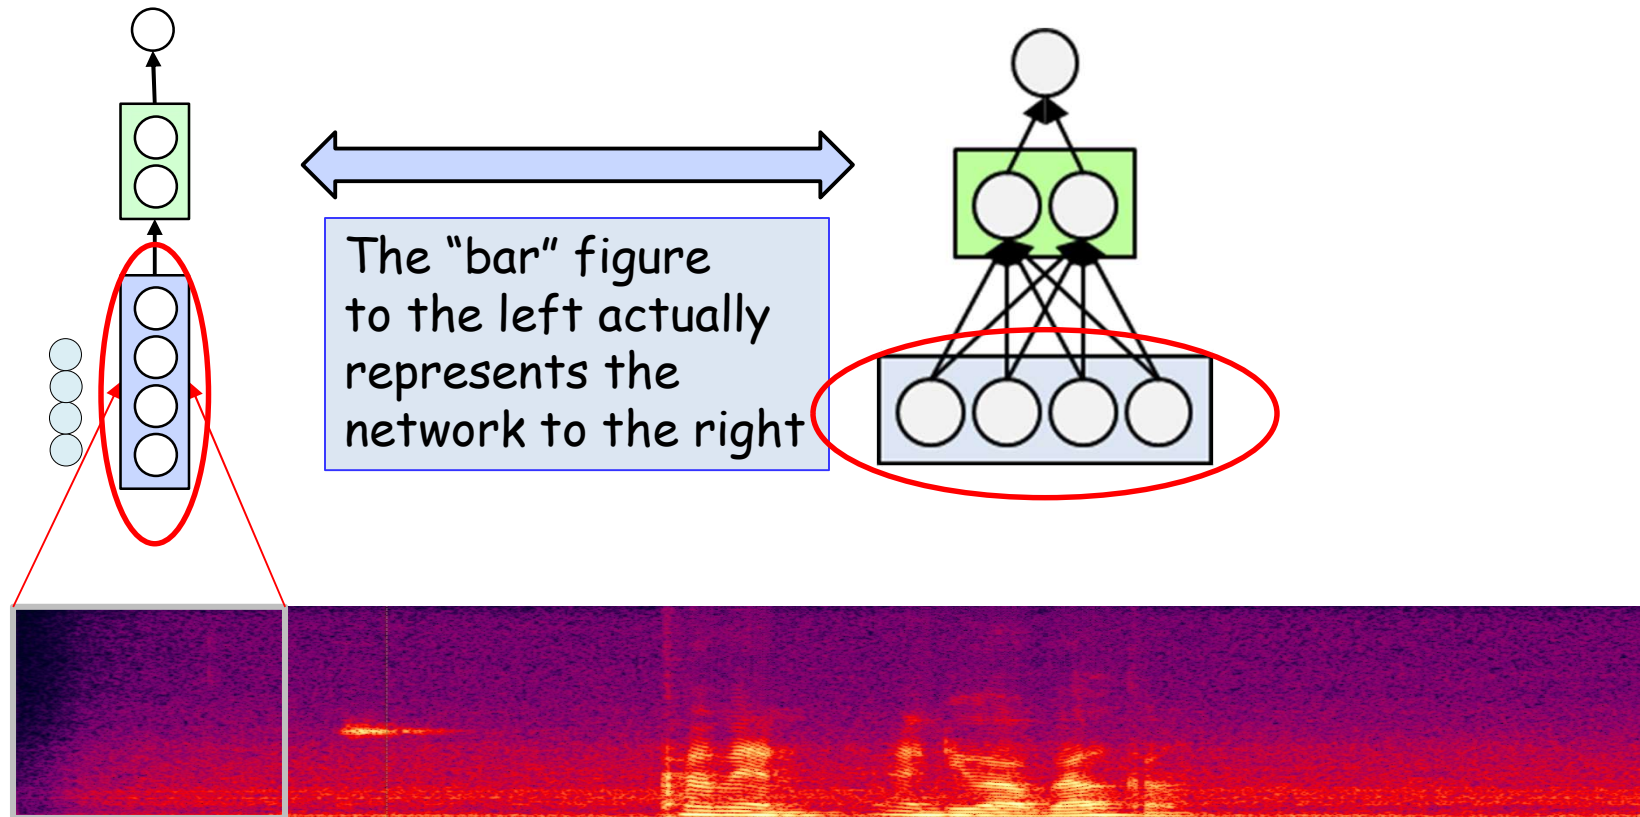 The “bar” figure
to the left actually
represents the
network to the right